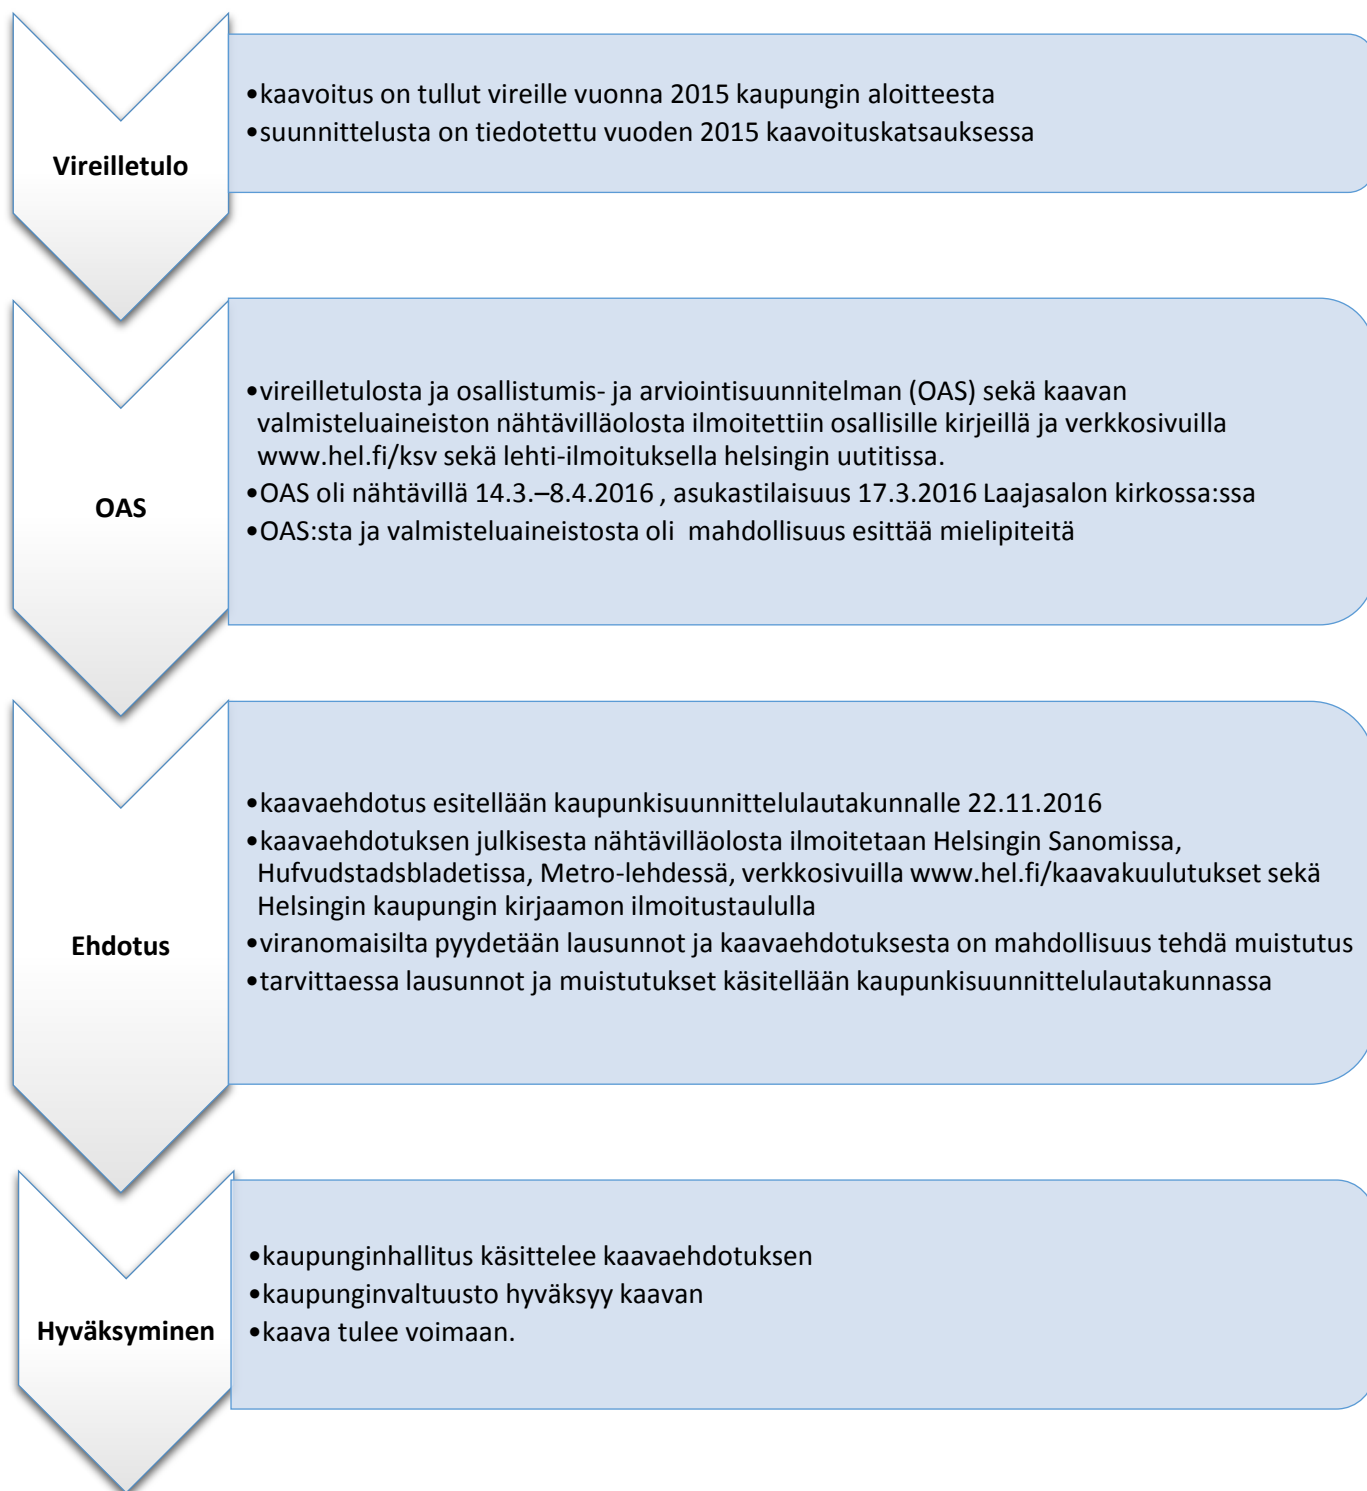 Vireilletulo
•kaavoitus on tullut vireille vuonna 2015 kaupungin aloitteesta
•suunnittelusta on tiedotettu vuoden 2015 kaavoituskatsauksessa
OAS
•vireilletulosta ja osallistumis- ja arviointisuunnitelman (OAS) sekä kaavan
valmisteluaineiston nähtävilläolosta ilmoitettiin osallisille kirjeillä ja verkkosivuilla
www.hel.fi/ksv sekä lehti-ilmoituksella helsingin uutitissa.
•OAS oli nähtävillä 14.3.–8.4.2016 , asukastilaisuus 17.3.2016 Laajasalon kirkossa:ssa
•OAS:sta ja valmisteluaineistosta oli  mahdollisuus esittää mielipiteitä
Ehdotus
•kaavaehdotus esitellään kaupunkisuunnittelulautakunnalle 22.11.2016
•kaavaehdotuksen julkisesta nähtävilläolosta ilmoitetaan Helsingin Sanomissa,
Hufvudstadsbladetissa, Metro-lehdessä, verkkosivuilla www.hel.fi/kaavakuulutukset sekä
Helsingin kaupungin kirjaamon ilmoitustaululla
•viranomaisilta pyydetään lausunnot ja kaavaehdotuksesta on mahdollisuus tehdä muistutus
•tarvittaessa lausunnot ja muistutukset käsitellään kaupunkisuunnittelulautakunnassa
Hyväksyminen
•kaupunginhallitus käsittelee kaavaehdotuksen
•kaupunginvaltuusto hyväksyy kaavan
•kaava tulee voimaan.